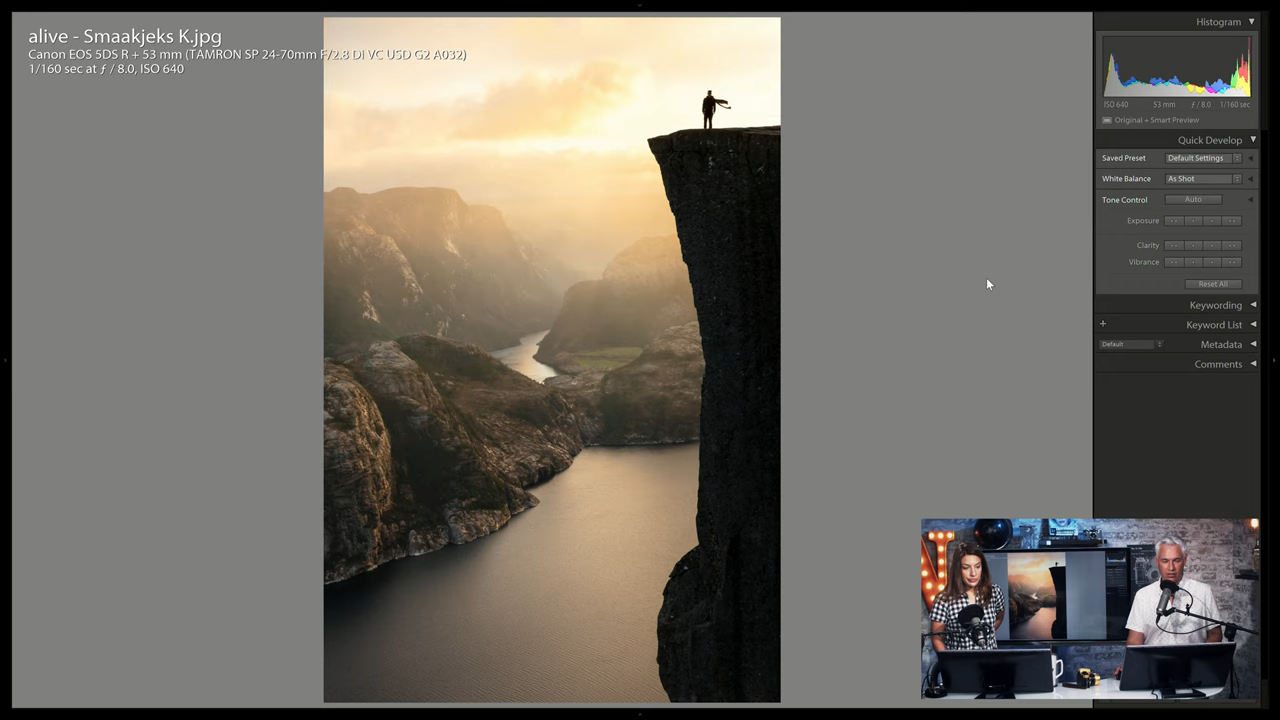 alive - Smaakjeks K.jpg
Canon EOS 5DS R + 53 mm (TAMRON SP 24-70mm F/2.8 Di VC USD G2 A032)
1/160 sec at ƒ / 8.0, ISO 640
Histogram
ISO 640 53 mm ƒ / 8.0 1/160 sec
Original + Smart Preview
Quick Develop
Saved Preset Default Settings
White Balance As Shot
Tone Control Auto
Exposure
Clarity
Vibrance
Reset All
Keywording
+ Keyword List
Default Metadata
Comments